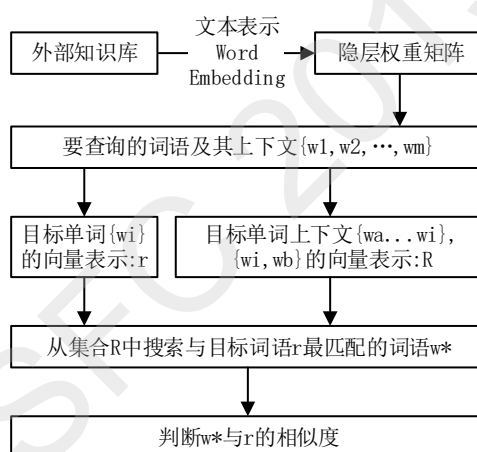 文本表示
外部知识库
Word
隐层权重矩阵
Embedding
要查询的词语及其上下文{w1,w2,…,wm}
目标单词{wi}
的向量表示:r
目标单词上下文{wa...wi},
{wi,wb}的向量表示:R
从集合R中搜索与目标词语r最匹配的词语w*
判断w*与r的相似度